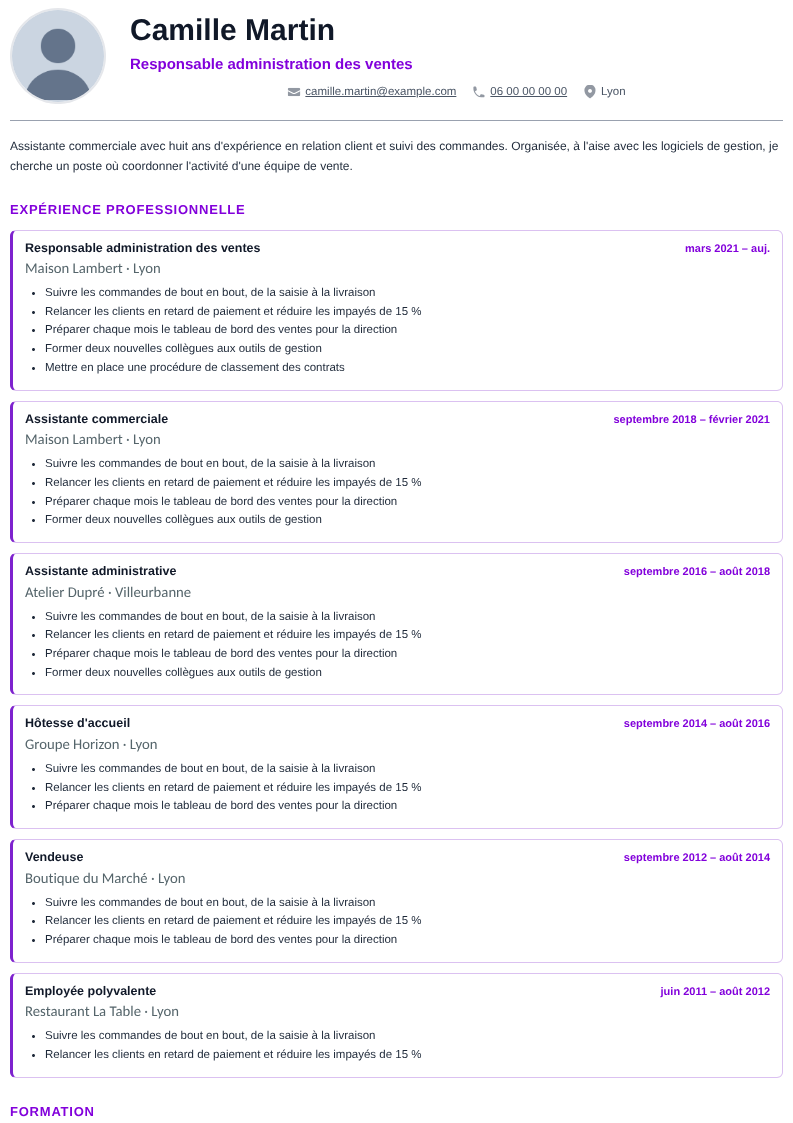 Camille Martin
Responsable administration des ventes
camille.martin@example.com 06 00 00 00 00 Lyon
Assistante commerciale avec huit ans d'expérience en relation client et suivi des commandes. Organisée, à l'aise avec les logiciels de gestion, je
cherche un poste où coordonner l'activité d'une équipe de vente.
EXPÉRIENCE PROFESSIONNELLE
Responsable administration des ventes mars 2021 – auj.
Maison Lambert · Lyon
• Suivre les commandes de bout en bout, de la saisie à la livraison
• Relancer les clients en retard de paiement et réduire les impayés de 15 %
• Préparer chaque mois le tableau de bord des ventes pour la direction
• Former deux nouvelles collègues aux outils de gestion
• Mettre en place une procédure de classement des contrats
Assistante commerciale septembre 2018 – février 2021
Maison Lambert · Lyon
• Suivre les commandes de bout en bout, de la saisie à la livraison
• Relancer les clients en retard de paiement et réduire les impayés de 15 %
• Préparer chaque mois le tableau de bord des ventes pour la direction
• Former deux nouvelles collègues aux outils de gestion
Assistante administrative septembre 2016 – août 2018
Atelier Dupré · Villeurbanne
• Suivre les commandes de bout en bout, de la saisie à la livraison
• Relancer les clients en retard de paiement et réduire les impayés de 15 %
• Préparer chaque mois le tableau de bord des ventes pour la direction
• Former deux nouvelles collègues aux outils de gestion
Hôtesse d'accueil septembre 2014 – août 2016
Groupe Horizon · Lyon
• Suivre les commandes de bout en bout, de la saisie à la livraison
• Relancer les clients en retard de paiement et réduire les impayés de 15 %
• Préparer chaque mois le tableau de bord des ventes pour la direction
Vendeuse septembre 2012 – août 2014
Boutique du Marché · Lyon
• Suivre les commandes de bout en bout, de la saisie à la livraison
• Relancer les clients en retard de paiement et réduire les impayés de 15 %
• Préparer chaque mois le tableau de bord des ventes pour la direction
Employée polyvalente juin 2011 – août 2012
Restaurant La Table · Lyon
• Suivre les commandes de bout en bout, de la saisie à la livraison
• Relancer les clients en retard de paiement et réduire les impayés de 15 %
FORMATION